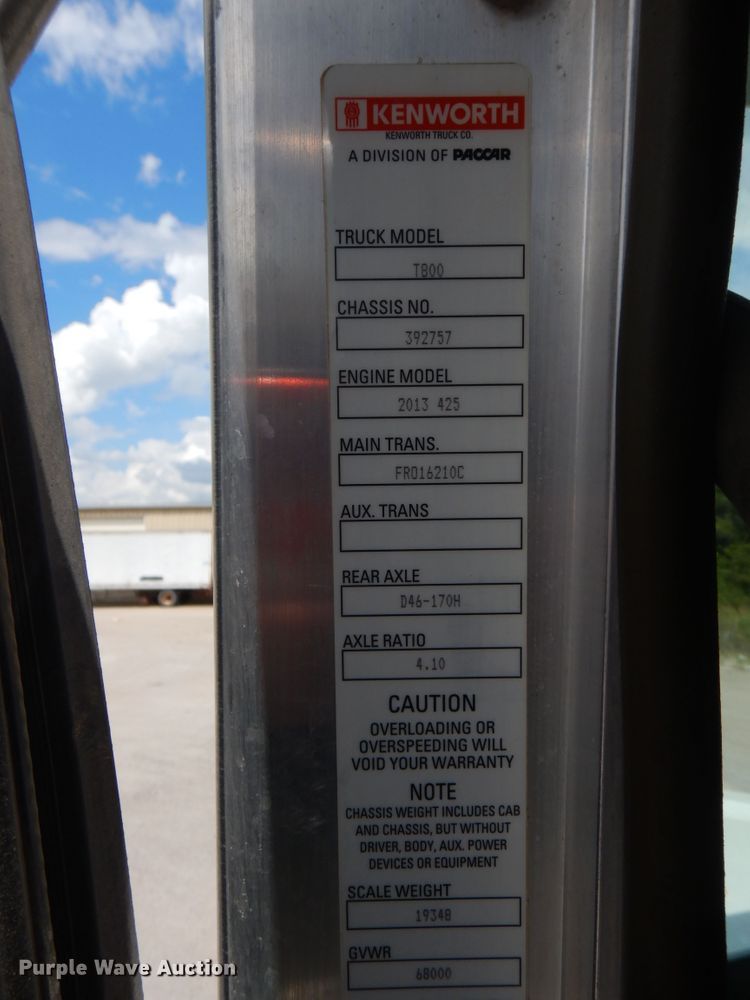 KENWORTH
KENWORTH TRUCK CO.
A DIVISION OF PACCAR
TRUCK MODEL
T800
CHASSIS NO.
392757
ENGINE MODEL
2013 425
MAIN TRANS.
FRO16210C
AUX. TRANS
REAR AXLE
D46-170H
AXLE RATIO
4.10
CAUTION
OVERLOADING OR
OVERSPEEDING WILL
VOID YOUR WARRANTY
NOTE
CHASSIS WEIGHT INCLUDES CAB
AND CHASSIS, BUT WITHOUT
DRIVER, BODY, AUX. POWER
DEVICES OR EQUIPMENT
SCALE WEIGHT
19348
GVWR
68000
Purple Wave Auction